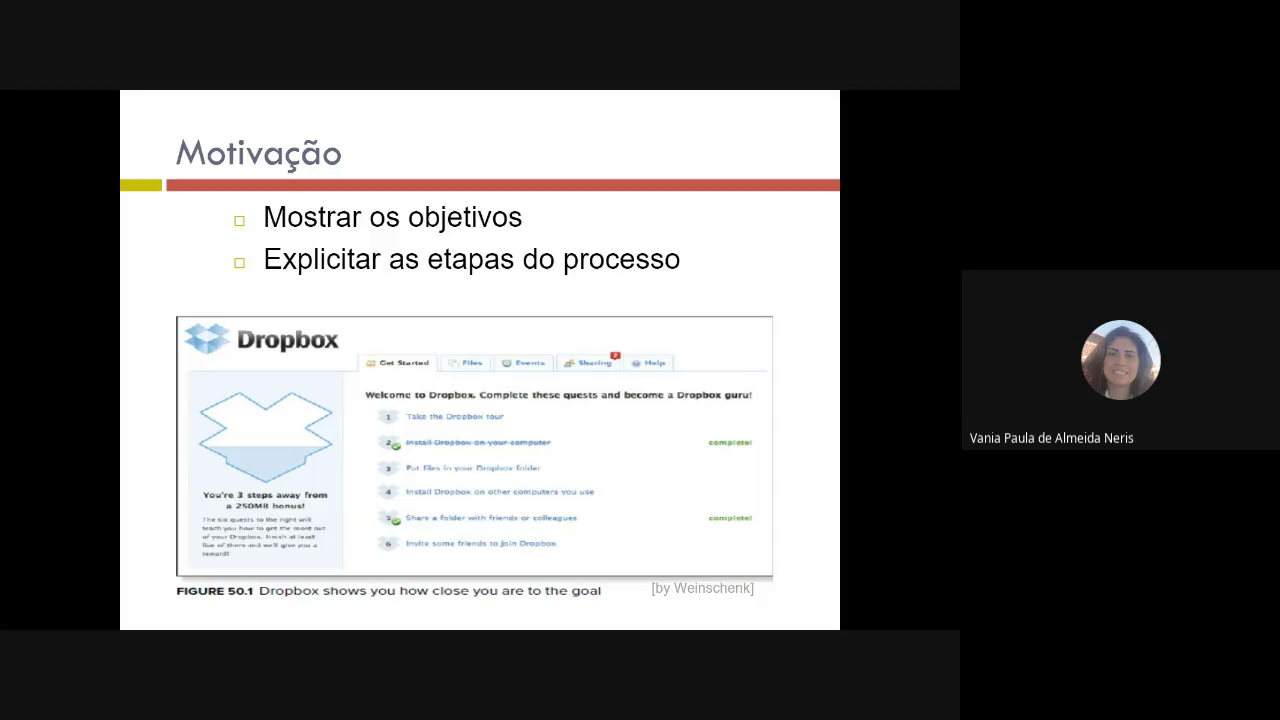 Motivação
Mostrar os objetivos
Explicitar as etapas do processo
Dropbox
Get Started
Files
Events
Sharing
2
Help
Welcome to Dropbox. Complete these quests and become a Dropbox guru!
1 Take the Dropbox tour
2 Install Dropbox on your computer complete!
3 Put files in your Dropbox folder
4 Install Dropbox on other computers you use
5 Share a folder with friends or colleagues complete!
6 Invite some friends to join Dropbox
You're 3 steps away from
a 250MB bonus!
The six quests to the right will
teach you how to get the most out
of your Dropbox. Finish at least
five of them and we'll give you a
reward!
FIGURE 50.1 Dropbox shows you how close you are to the goal
[by Weinschenk]
Vania Paula de Almeida Neris